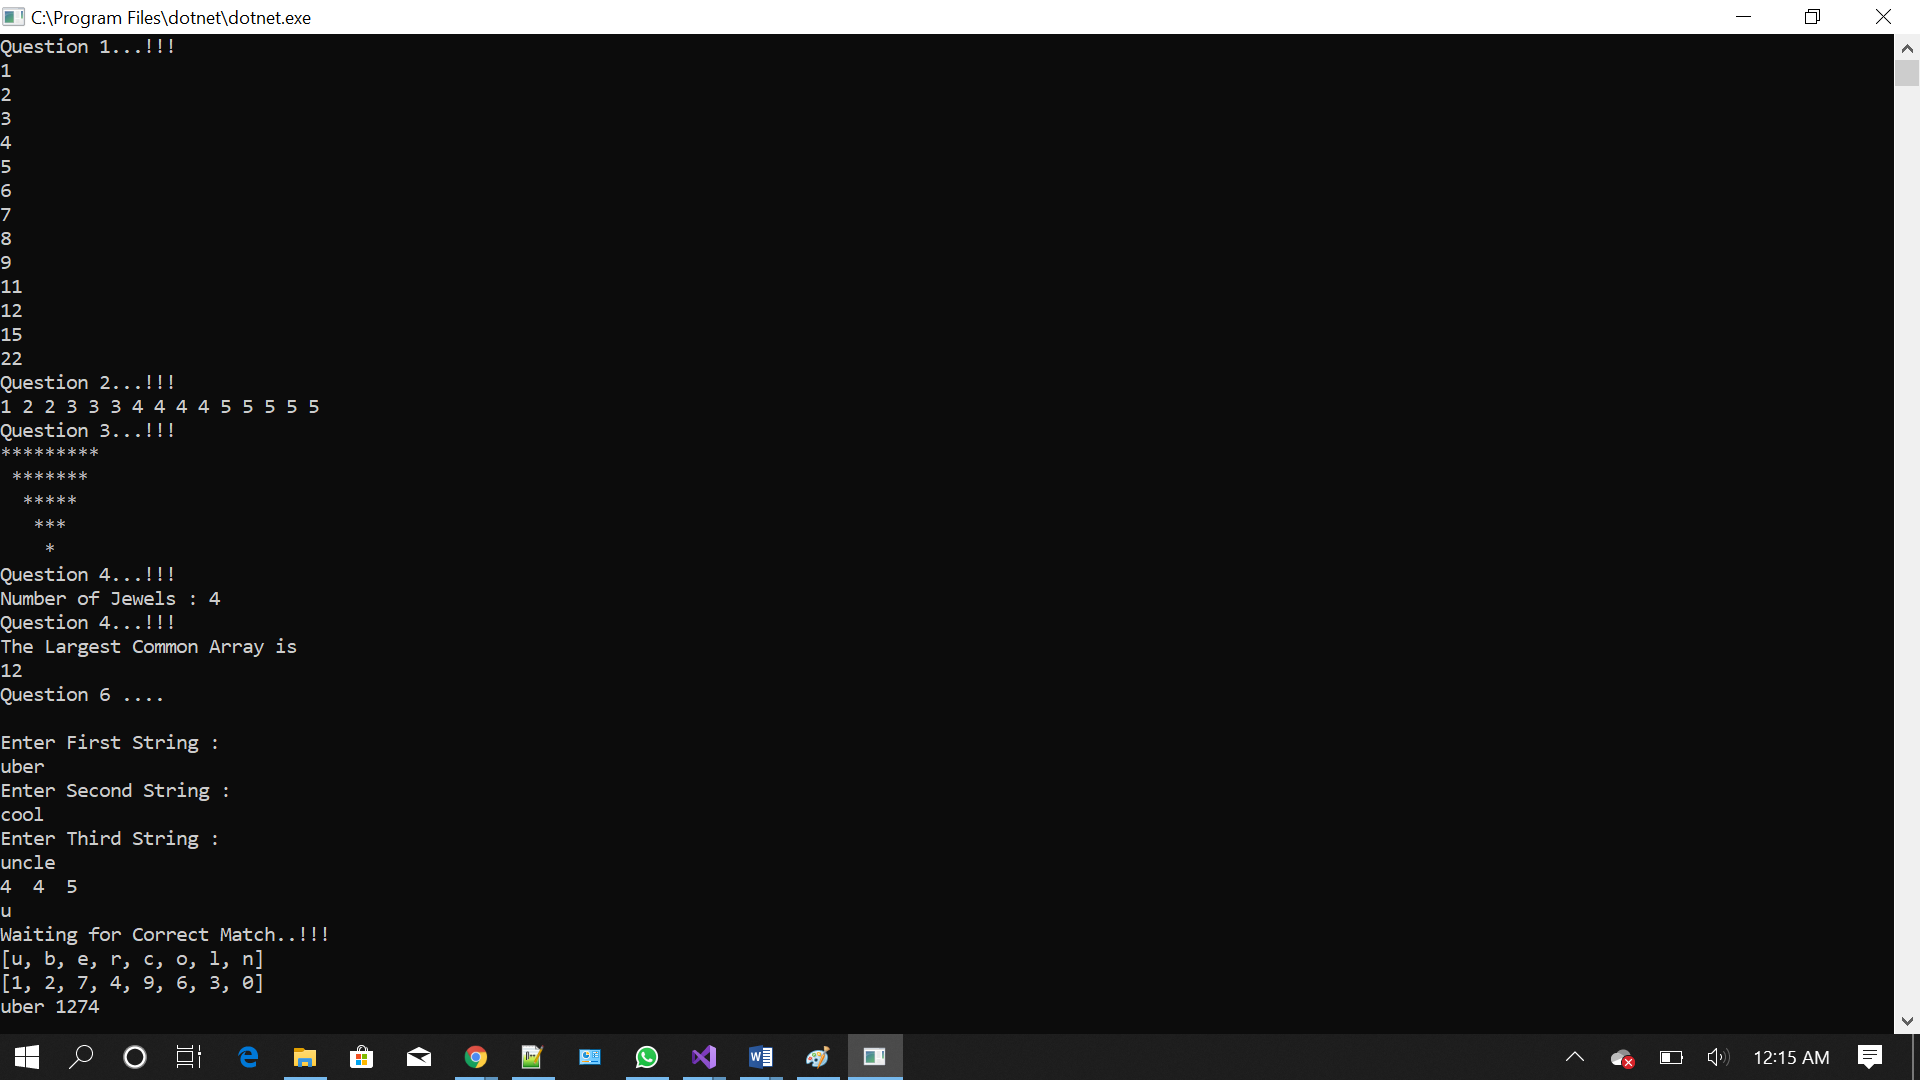 C:\Program Files\dotnet\dotnet.exe
Question 1...!!!
1
2
3
4
5
6
7
8
9
11
12
15
22
Question 2...!!!
1 2 2 3 3 3 4 4 4 4 5 5 5 5 5
Question 3...!!!
*********
 *******
  *****
   ***
    *
Question 4...!!!
Number of Jewels : 4
Question 4...!!!
The Largest Common Array is
12
Question 6 ....
Enter First String :
uber
Enter Second String :
cool
Enter Third String :
uncle
4  4  5
u
Waiting for Correct Match..!!!
[u, b, e, r, c, o, l, n]
[1, 2, 7, 4, 9, 6, 3, 0]
uber 1274
12:15 AM